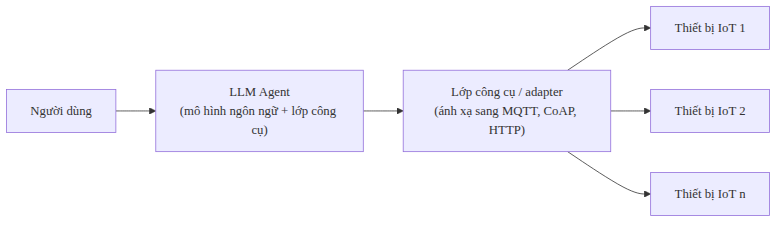 Người dùng
LLM Agent
(mô hình ngôn ngữ + lớp công
cụ)
Lớp công cụ / adapter
(ánh xạ sang MQTT, CoAP,
HTTP)
Thiết bị IoT 1
Thiết bị IoT 2
Thiết bị IoT n